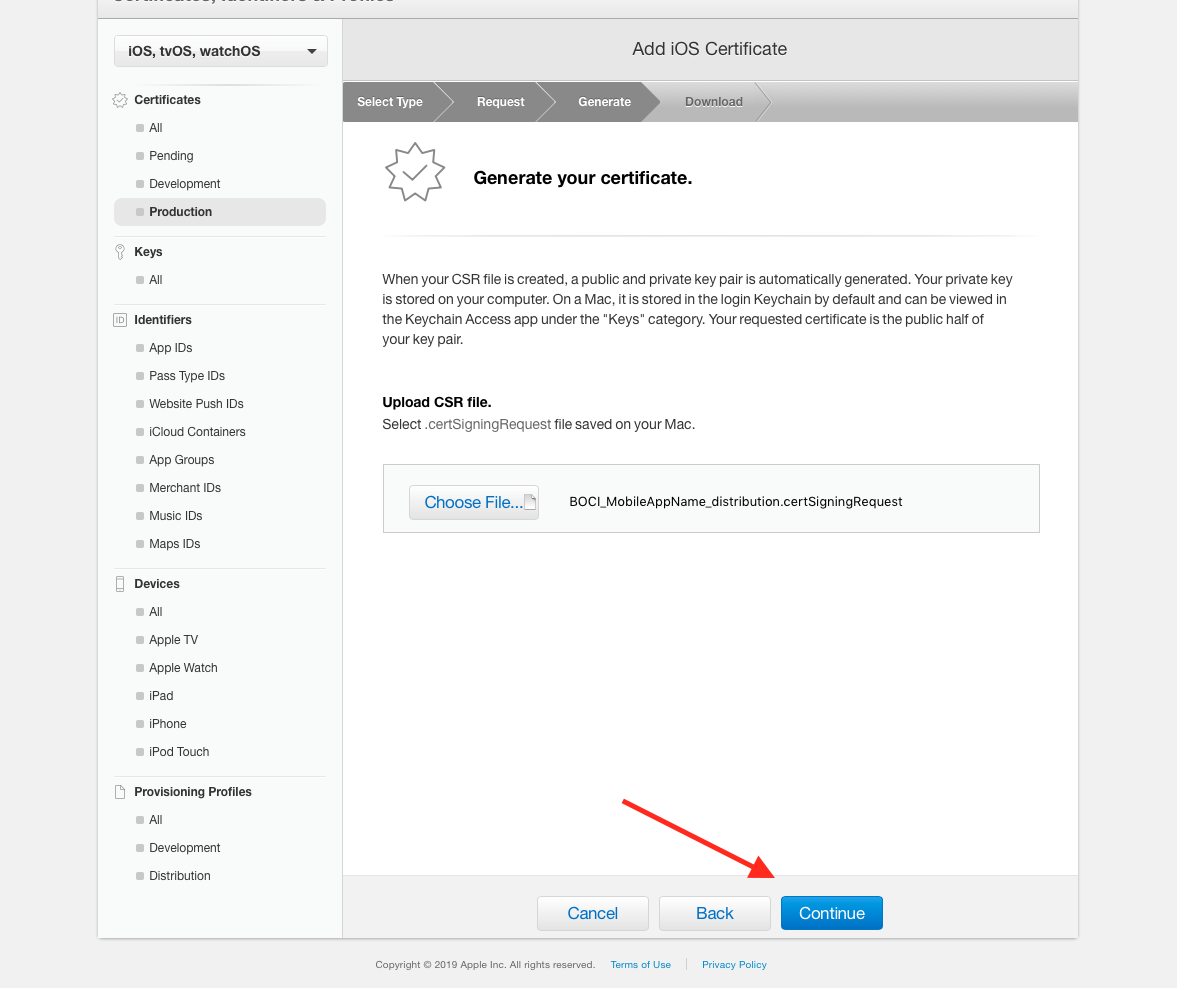 Certificates, Identifiers & Profiles
iOS, tvOS, watchOS
Certificates
All
Pending
Development
Production
Keys
All
ID
Identifiers
App IDs
Pass Type IDs
Website Push IDs
iCloud Containers
App Groups
Merchant IDs
Music IDs
Maps IDs
Devices
All
Apple TV
Apple Watch
iPad
iPhone
iPod Touch
Provisioning Profiles
All
Development
Distribution
Add iOS Certificate
Select Type
Request
Generate
Download
Generate your certificate.
When your CSR file is created, a public and private key pair is automatically generated. Your private key
is stored on your computer. On a Mac, it is stored in the login Keychain by default and can be viewed in
the Keychain Access app under the "Keys" category. Your requested certificate is the public half of
your key pair.
Upload CSR file.
Select .certSigningRequest file saved on your Mac.
Choose File...
BOCI_MobileAppName_distribution.certSigningRequest
Cancel
Back
Continue
Copyright © 2019 Apple Inc. All rights reserved.
Terms of Use
Privacy Policy